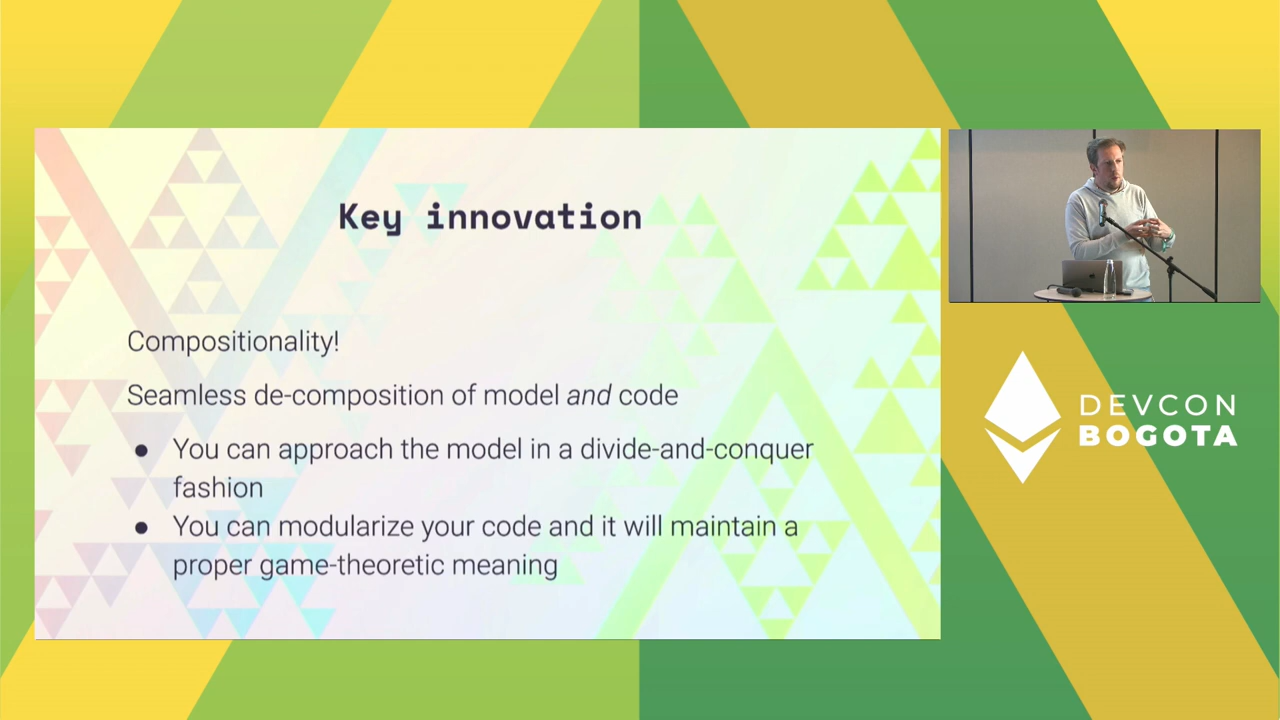 Key innovation
Compositionality!
Seamless de-composition of model and code
● You can approach the model in a divide-and-conquer
fashion
● You can modularize your code and it will maintain a
proper game-theoretic meaning
DEVCON
BOGOTA